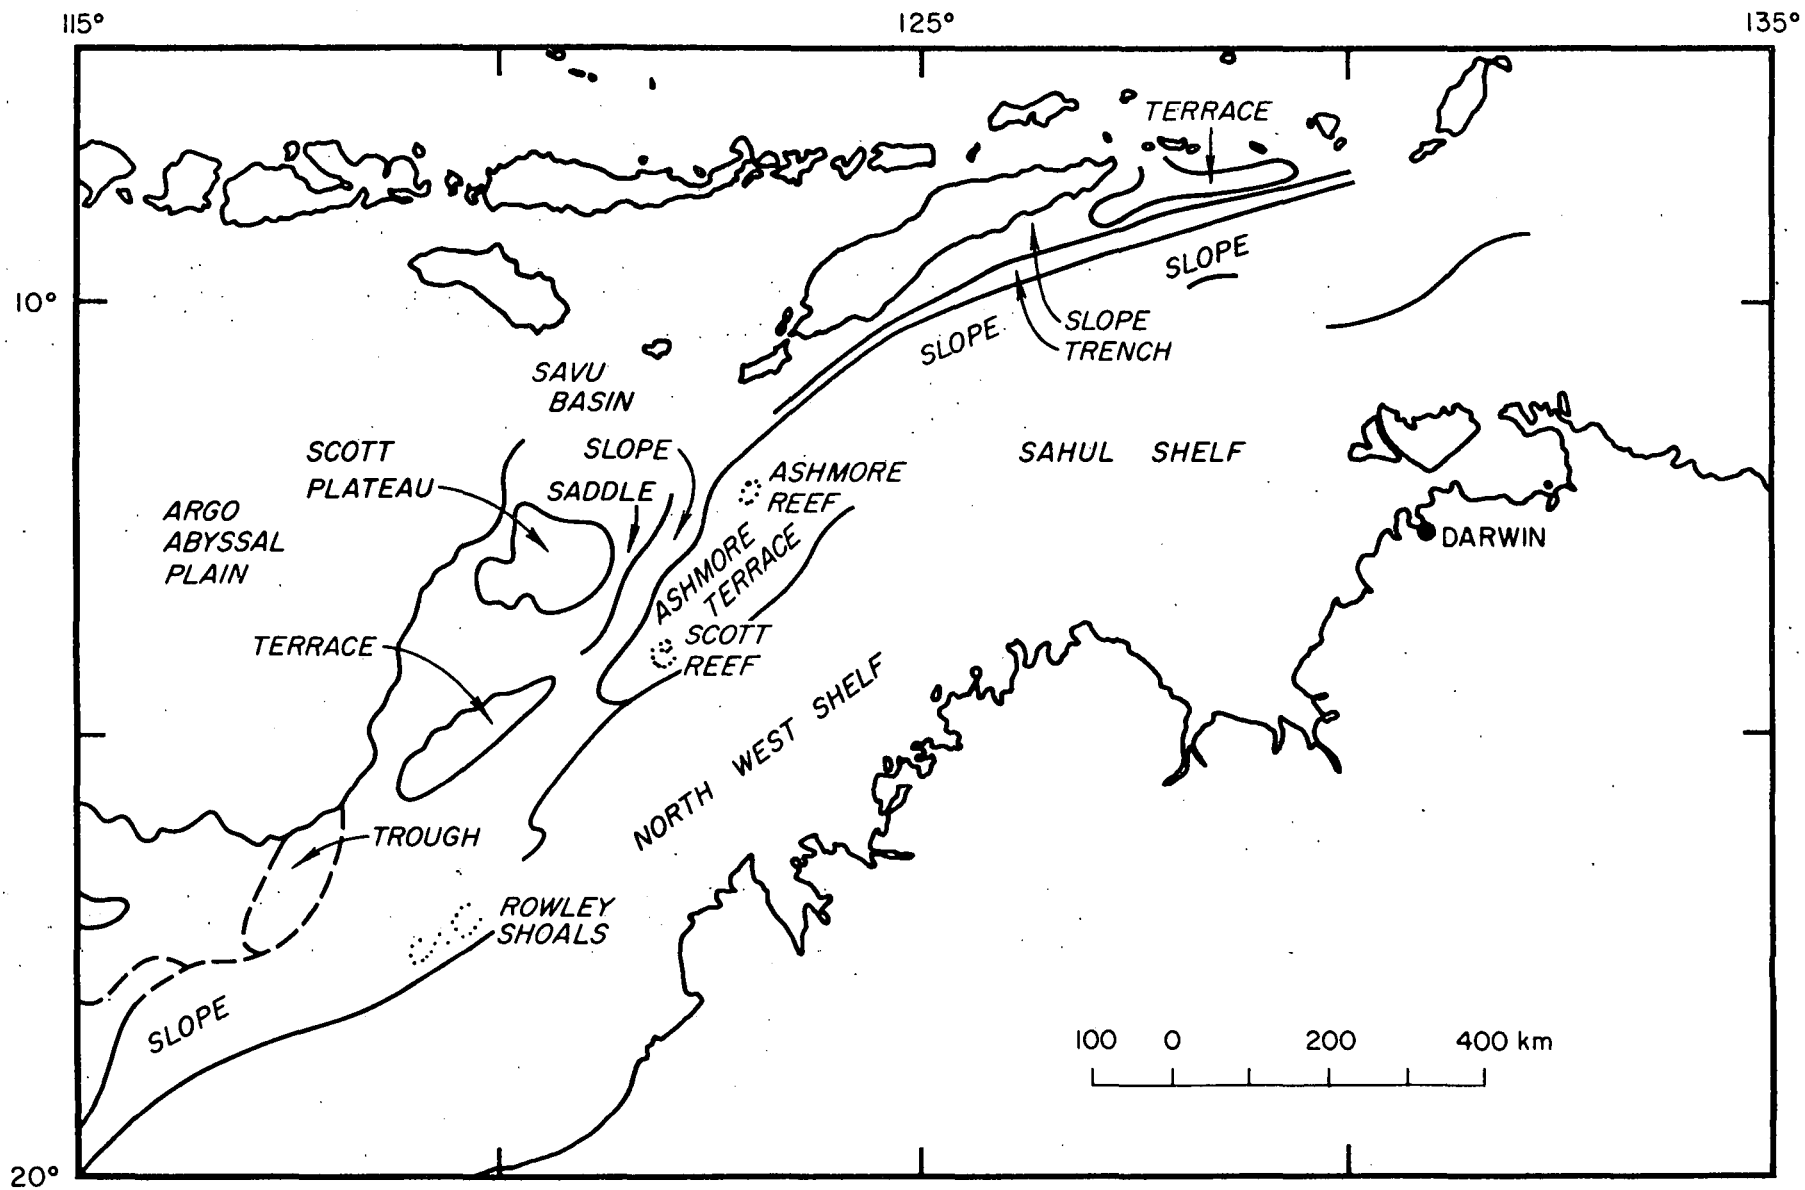 115°
125°
135°
TERRACE
10°
SLOPE
SLOPE
SLOPE
TRENCH
SAVU
BASIN
SCOTT
PLATEAU
SLOPE
SADDLE
ASHMORE
REEF
SAHUL SHELF
ARGO
ABYSSAL
PLAIN
DARWIN
ASHMORE
TERRACE
TERRACE
SCOTT
REEF
NORTH WEST SHELF
TROUGH
ROWLEY
SHOALS
SLOPE
100 0 200 400 km
20°